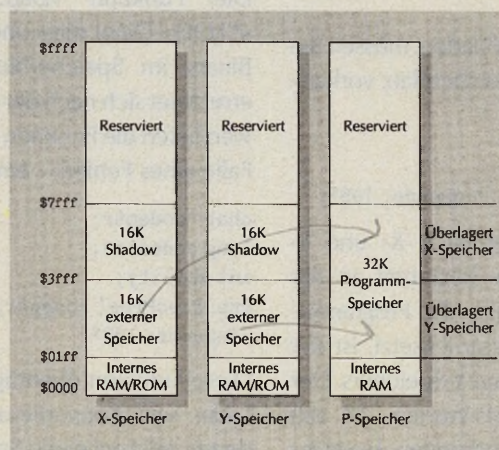 $ffff
Reserviert
Reserviert
Reserviert
$7fff
16K
Shadow
16K
Shadow
32K
Programm-
Speicher
Überlagert
X-Speicher
$3fff
16K
externer
Speicher
16K
externer
Speicher
Überlagert
Y-Speicher
$01ff
Internes
RAM/ROM
Internes
RAM/ROM
Internes
RAM
$0000
X-Speicher
Y-Speicher
P-Speicher